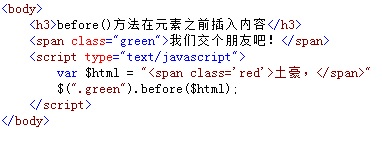 <body>
<h3>before()方法在元素之前插入内容</h3>
<span class="green">我们交个朋友吧！</span>
<script type="text/javascript">
var $html = "<span class='red'>土豪，</span>"
$(".green").before($html);
</script>
</body>